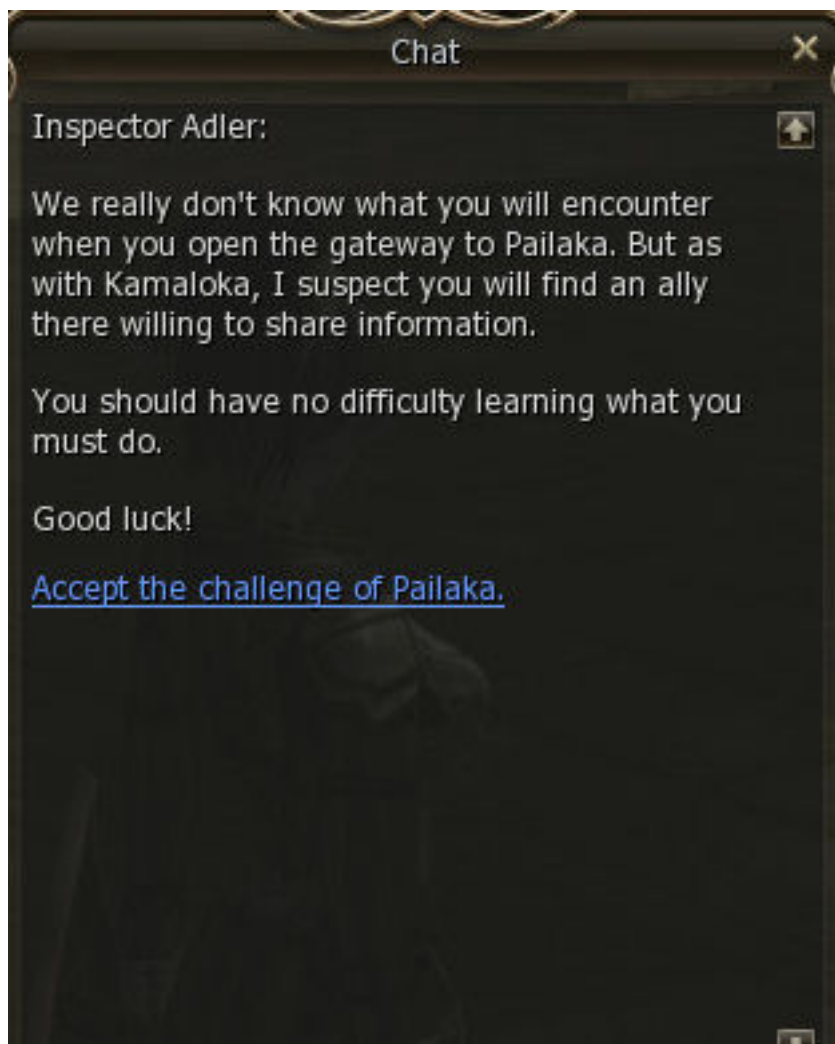 Chat
Inspector Adler:
We really don't know what you will encounter
when you open the gateway to Pailaka. But as
with Kamaloka, I suspect you will find an ally
there willing to share information.
You should have no difficulty learning what you
must do.
Good luck!
Accept the challenge of Pailaka.